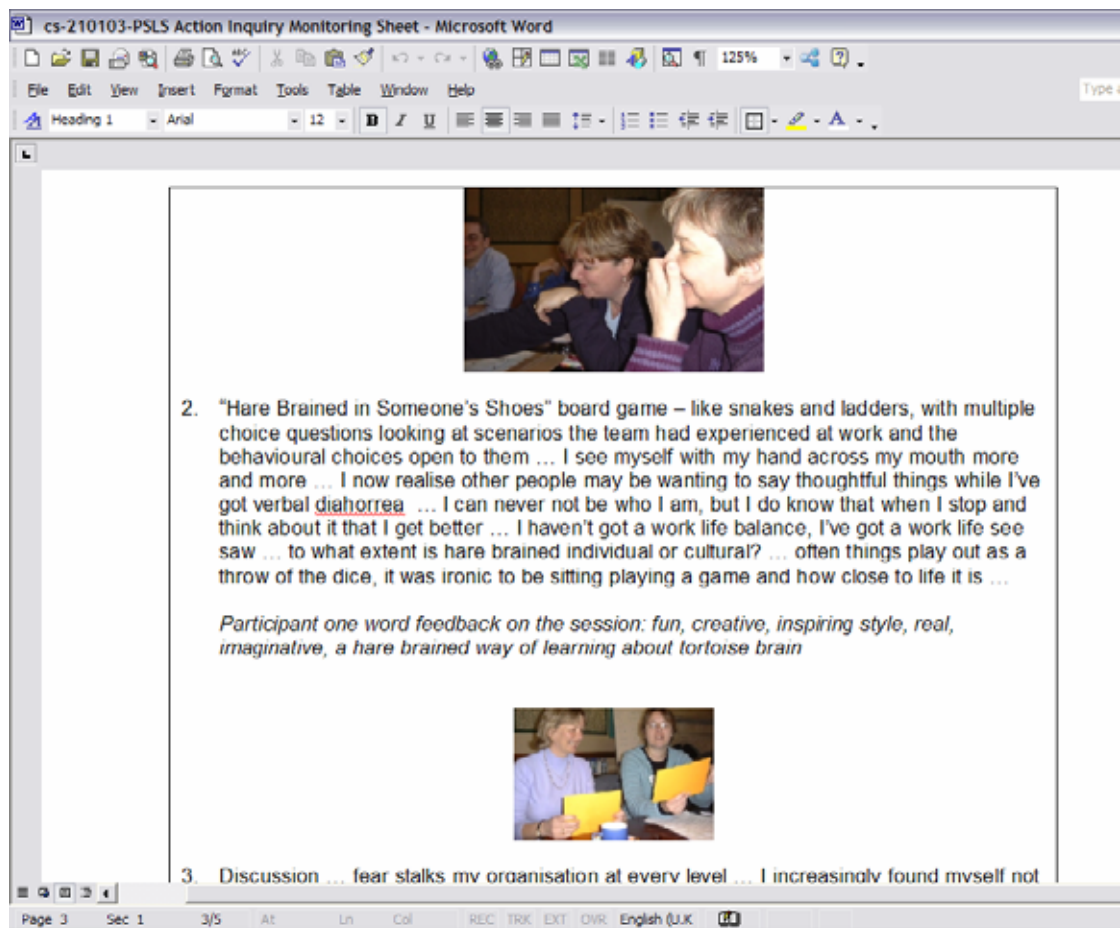 cs-210103-PSLS Action Inquiry Monitoring Sheet - Microsoft Word
125%
File Edit View Insert Format Tools Table Window Help
Type a
Heading 1 Arial 12 B I U
2. “Hare Brained in Someone’s Shoes” board game – like snakes and ladders, with multiple
choice questions looking at scenarios the team had experienced at work and the
behavioural choices open to them … I see myself with my hand across my mouth more
and more … I now realise other people may be wanting to say thoughtful things while I’ve
got verbal diahorrea … I can never not be who I am, but I do know that when I stop and
think about it that I get better … I haven’t got a work life balance, I’ve got a work life see
saw … to what extent is hare brained individual or cultural? … often things play out as a
throw of the dice, it was ironic to be sitting playing a game and how close to life it is …
Participant one word feedback on the session: fun, creative, inspiring style, real,
imaginative, a hare brained way of learning about tortoise brain
3. Discussion … fear stalks my organisation at every level … I increasingly found myself not
Page 3 Sec 1 3/5 At Ln Col REC TRK EXT OVR English (U.K